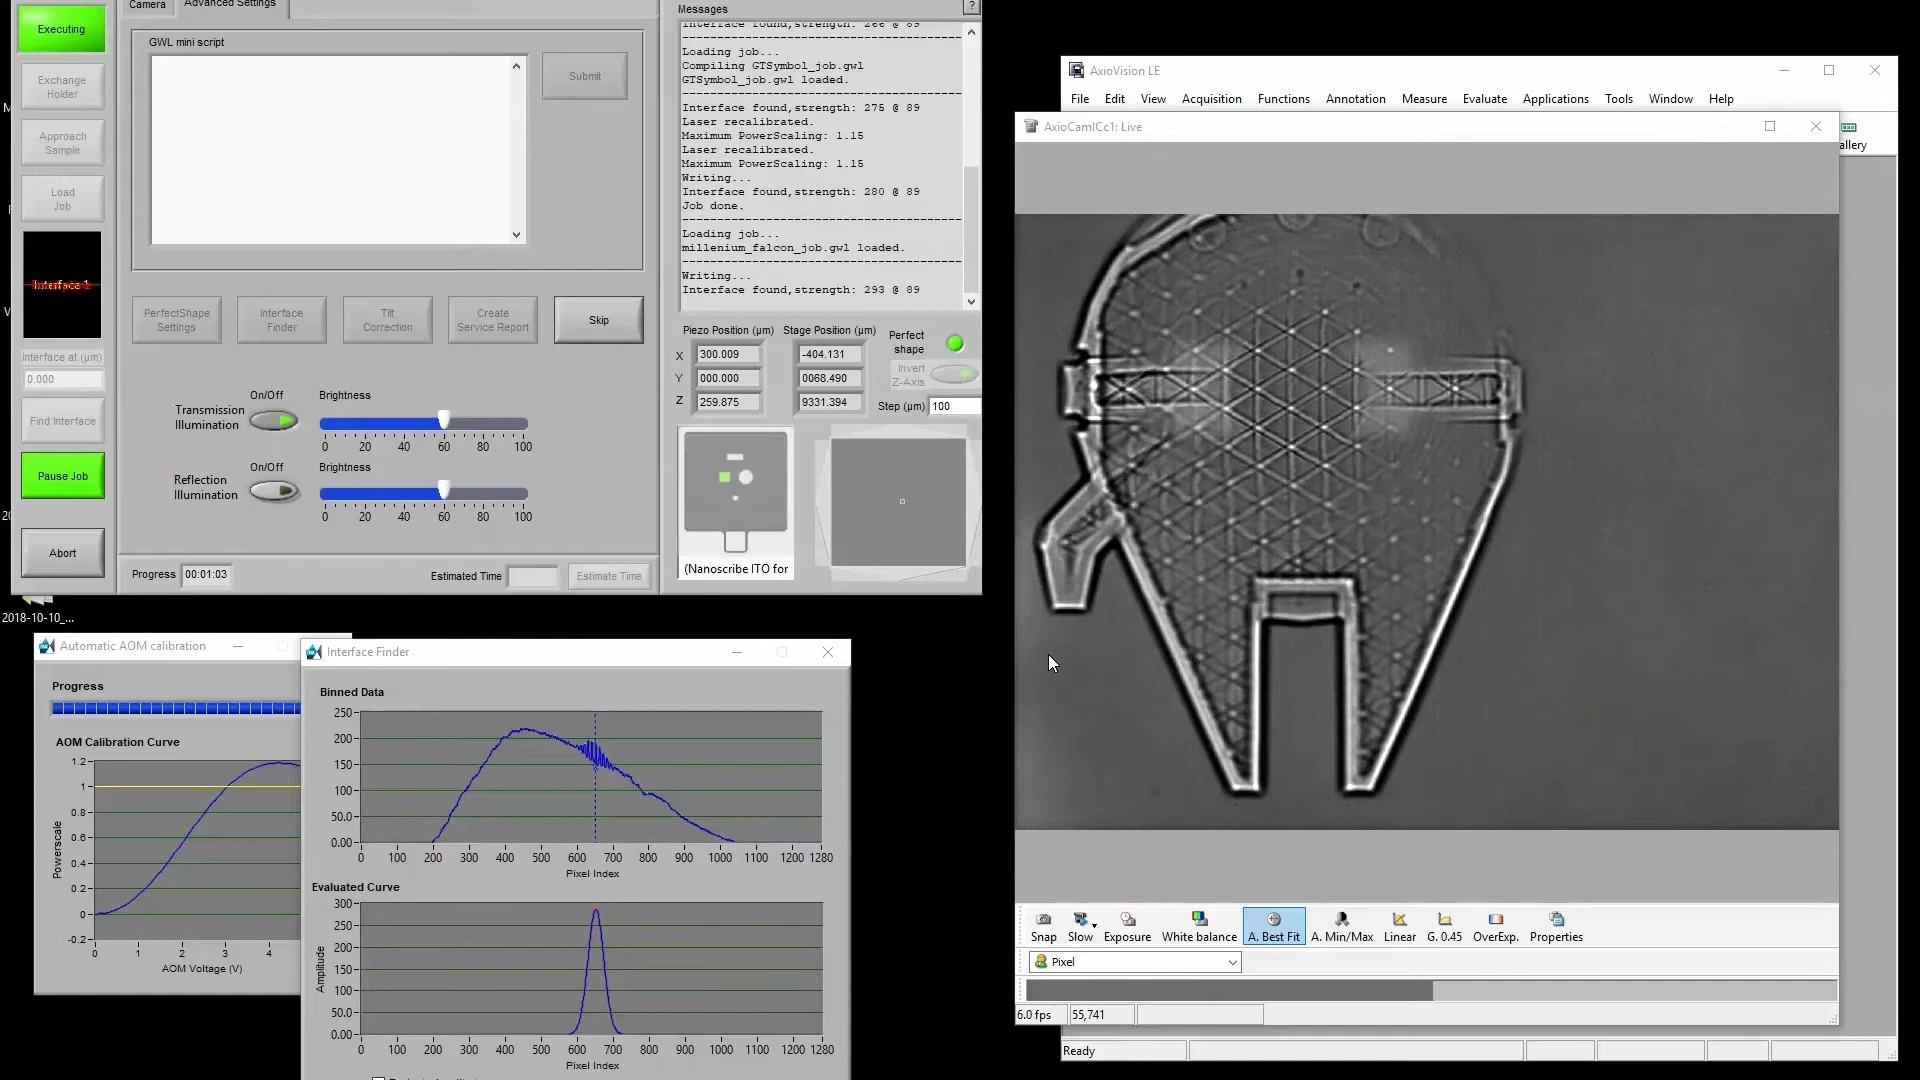 Executing
Exchange
Holder
Approach
Sample
Load
Job
Interface 1
Interface at (µm)
0.000
Find Interface
Pause Job
Abort
2018-10-10_...
Camera
Advanced Settings
GWL mini script
Submit
PerfectShape
Settings
Interface
Finder
Tilt
Correction
Create
Service Report
Skip
On/Off
Brightness
Transmission
Illumination
0 20 40 60 80 100
On/Off
Brightness
Reflection
Illumination
0 20 40 60 80 100
Progress 00:01:03
Estimated Time
Estimate Time
Messages
?
Interface found,strength: 266 @ 89
Loading job...
Compiling GTSymbol_job.gwl
GTSymbol_job.gwl loaded.
Interface found,strength: 275 @ 89
Laser recalibrated.
Maximum PowerScaling: 1.15
Laser recalibrated.
Maximum PowerScaling: 1.15
Writing...
Interface found,strength: 280 @ 89
Job done.
Loading job...
millenium_falcon_job.gwl loaded.
Writing...
Interface found,strength: 293 @ 89
Piezo Position (µm) Stage Position (µm)
X 300.009 -404.131
Y 000.000 0068.490
Z 259.875 9331.394
Perfect
shape
Invert
Z-Axis
Step (µm) 100
(Nanoscribe ITO for
Automatic AOM calibration
Progress
AOM Calibration Curve
Powerscale
1.2
1
0.8
0.6
0.4
0.2
0
-0.2
0 1 2 3 4
AOM Voltage (V)
Interface Finder
Binned Data
250
200
150
100
50.0
0.00
0 100 200 300 400 500 600 700 800 900 1000 1100 1200 1280
Pixel Index
Evaluated Curve
Amplitude
300
250
200
150
100
50.0
0.00
0 100 200 300 400 500 600 700 800 900 1000 1100 1200 1280
Pixel Index
AxioVision LE
File Edit View Acquisition Functions Annotation Measure Evaluate Applications Tools Window Help
AxioCamICc1: Live
allery
Snap Slow Exposure White balance A. Best Fit A. Min/Max Linear G. 0.45 OverExp. Properties
Pixel
6.0 fps 55,741
Ready